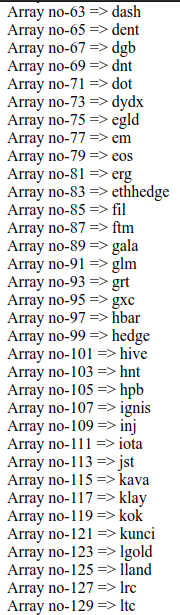 Array no-63 => dash
Array no-65 => dent
Array no-67 => dgb
Array no-69 => dnt
Array no-71 => dot
Array no-73 => dydx
Array no-75 => egld
Array no-77 => em
Array no-79 => eos
Array no-81 => erg
Array no-83 => ethhedge
Array no-85 => fil
Array no-87 => ftm
Array no-89 => gala
Array no-91 => glm
Array no-93 => grt
Array no-95 => gxc
Array no-97 => hbar
Array no-99 => hedge
Array no-101 => hive
Array no-103 => hnt
Array no-105 => hpb
Array no-107 => ignis
Array no-109 => inj
Array no-111 => iota
Array no-113 => jst
Array no-115 => kava
Array no-117 => klay
Array no-119 => kok
Array no-121 => kunci
Array no-123 => lgold
Array no-125 => lland
Array no-127 => lrc
Array no-129 => ltc